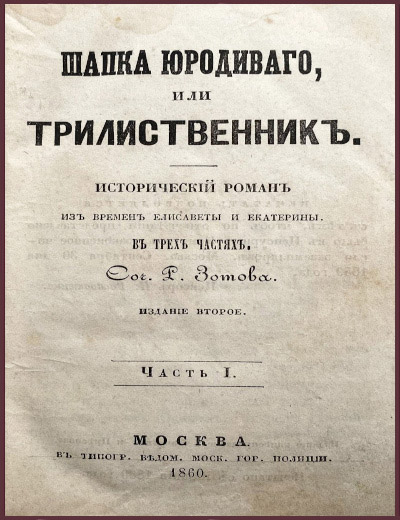 ШАПКА ЮРОДИВАГО,
ИЛИ
ТРИЛИСТВЕННИКЪ.
ИСТОРИЧЕСКІЙ РОМАНЪ
ИЗЪ ВРЕМЕНЪ ЕЛИСАВЕТЫ И ЕКАТЕРИНЫ.
ВЪ ТРЕХЪ ЧАСТЯХЪ.
Соч. Р. Зотова.
ИЗДАНІЕ ВТОРОЕ.
ЧАСТЬ I.
МОСКВА.
ВЪ ТИПОГР. ВѢДОМ. МОСК. ГОР. ПОЛИЦІИ.
1860.